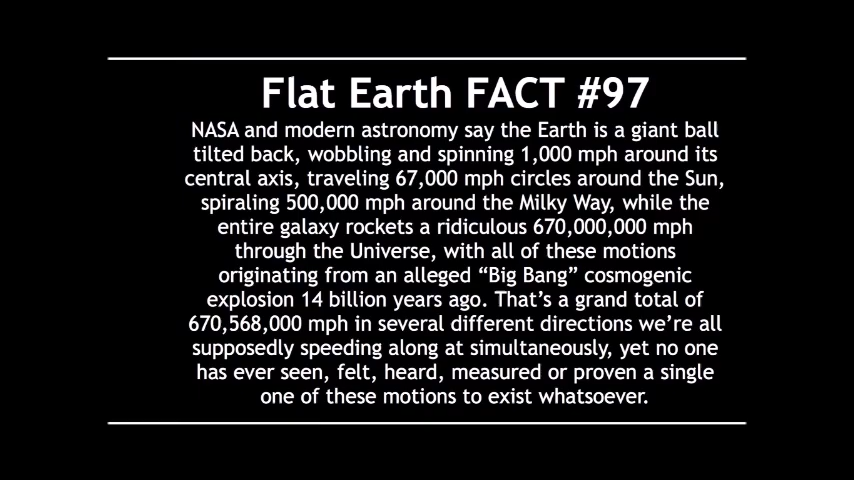 Flat Earth FACT #97
NASA and modern astronomy say the Earth is a giant ball
tilted back, wobbling and spinning 1,000 mph around its
central axis, traveling 67,000 mph circles around the Sun,
spiraling 500,000 mph around the Milky Way, while the
entire galaxy rockets a ridiculous 670,000,000 mph
through the Universe, with all of these motions
originating from an alleged “Big Bang” cosmogenic
explosion 14 billion years ago. That’s a grand total of
670,568,000 mph in several different directions we’re all
supposedly speeding along at simultaneously, yet no one
has ever seen, felt, heard, measured or proven a single
one of these motions to exist whatsoever.